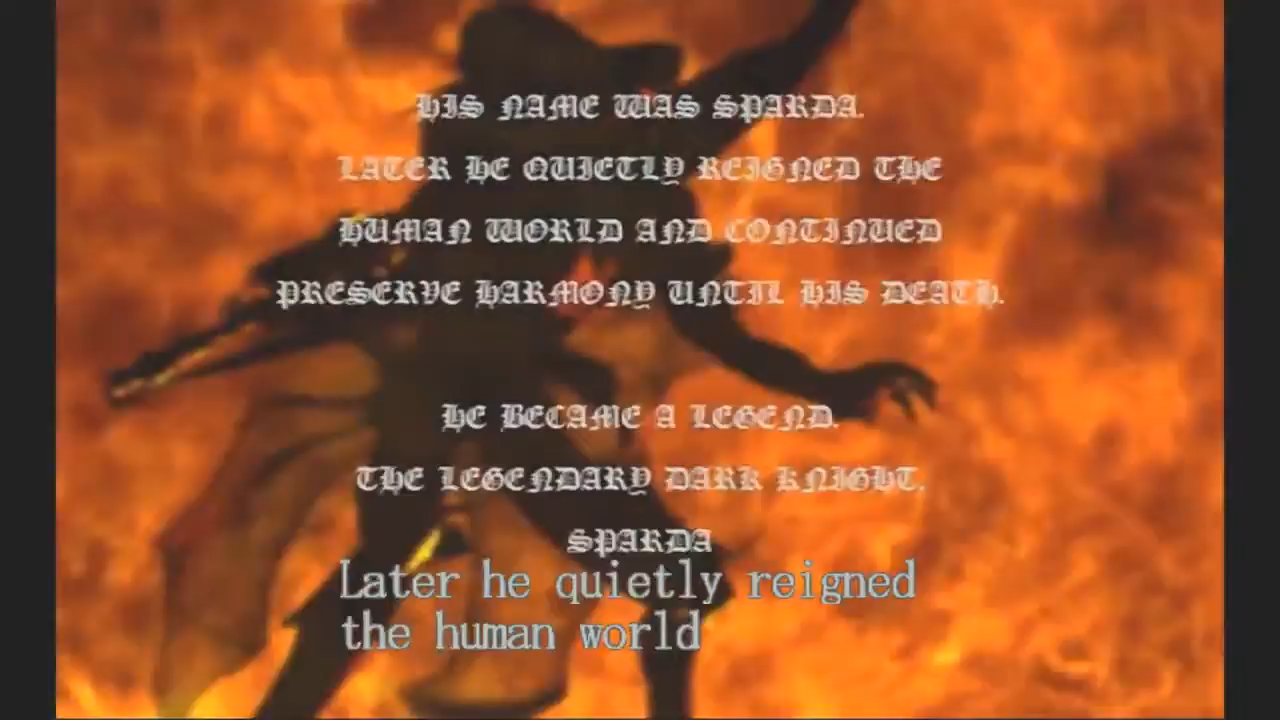 HIS NAME WAS SPARDA.
LATER HE QUIETLY REIGNED THE
HUMAN WORLD AND CONTINUED
PRESERVE HARMONY UNTIL HIS DEATH.
HE BECAME A LEGEND.
THE LEGENDARY DARK KNIGHT.
SPARDA
Later he quietly reigned
the human world